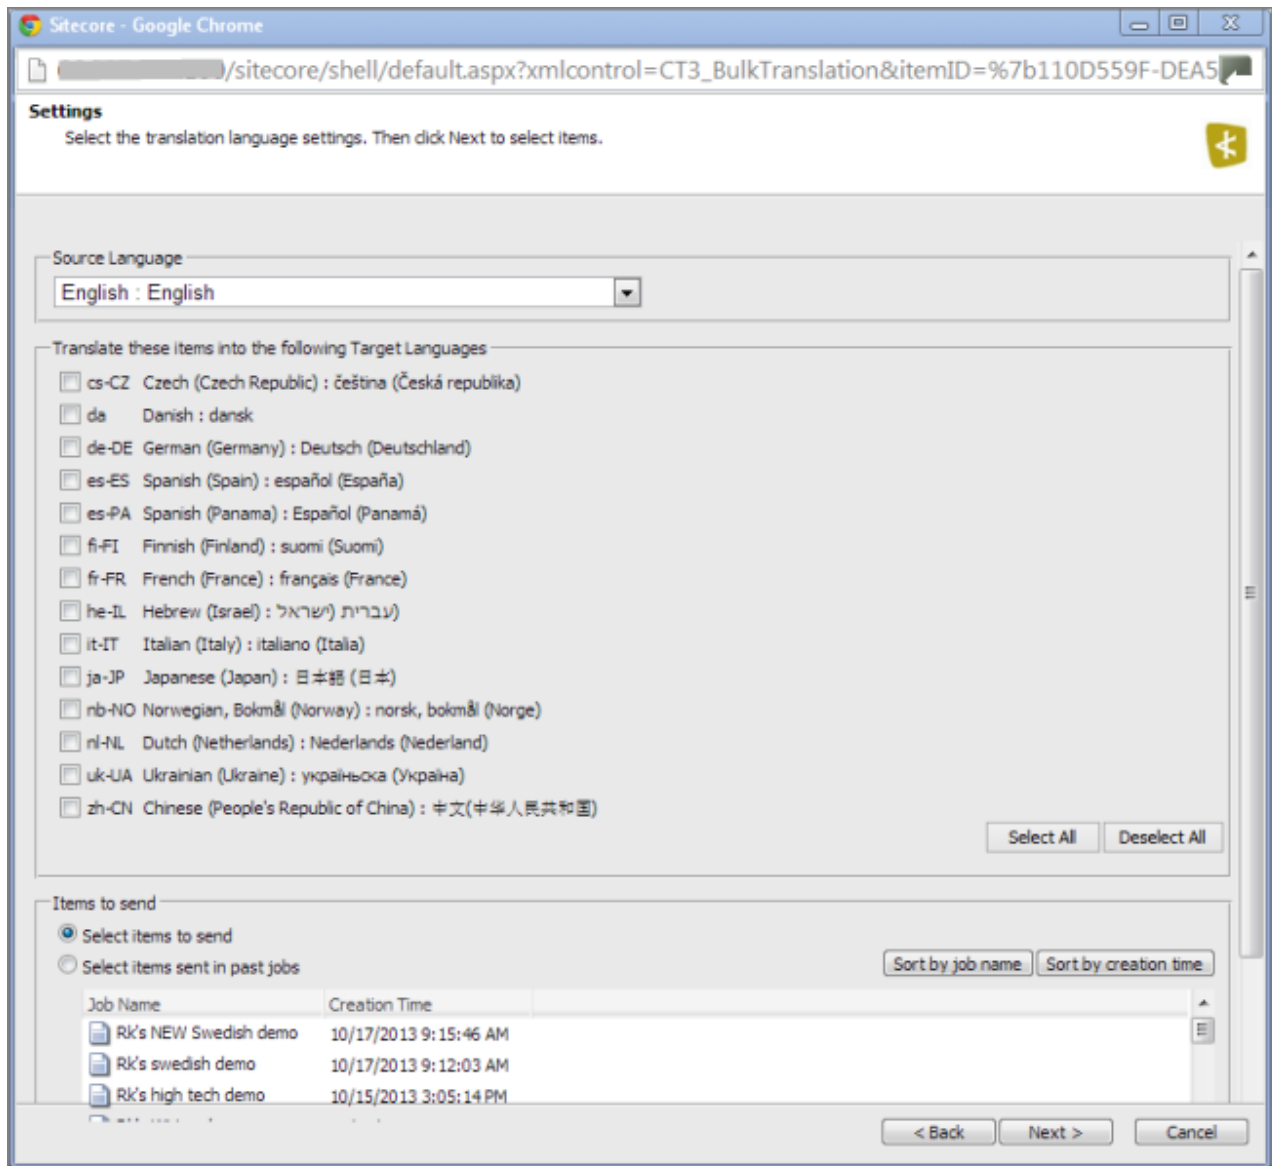 Sitecore - Google Chrome
/sitecore/shell/default.aspx?xmlcontrol=CT3_BulkTranslation&itemID=%7b110D559F-DEA5
Settings
Select the translation language settings. Then click Next to select items.
Source Language
English : English
Translate these items into the following Target Languages
cs-CZ Czech (Czech Republic) : čeština (Česká republika)
da Danish : dansk
de-DE German (Germany) : Deutsch (Deutschland)
es-ES Spanish (Spain) : español (España)
es-PA Spanish (Panama) : Español (Panamá)
fi-FI Finnish (Finland) : suomi (Suomi)
fr-FR French (France) : français (France)
he-IL Hebrew (Israel) : עברית (ישראל)
it-IT Italian (Italy) : italiano (Italia)
ja-JP Japanese (Japan) : 日本語 (日本)
nb-NO Norwegian, Bokmål (Norway) : norsk, bokmål (Norge)
nl-NL Dutch (Netherlands) : Nederlands (Nederland)
uk-UA Ukrainian (Ukraine) : україньска (Україна)
zh-CN Chinese (People's Republic of China) : 中文(中华人民共和国)
Select All Deselect All
Items to send
Select items to send
Select items sent in past jobs Sort by job name Sort by creation time
Job Name Creation Time
Rk's NEW Swedish demo 10/17/2013 9:15:46 AM
Rk's swedish demo 10/17/2013 9:12:03 AM
Rk's high tech demo 10/15/2013 3:05:14 PM
< Back Next > Cancel